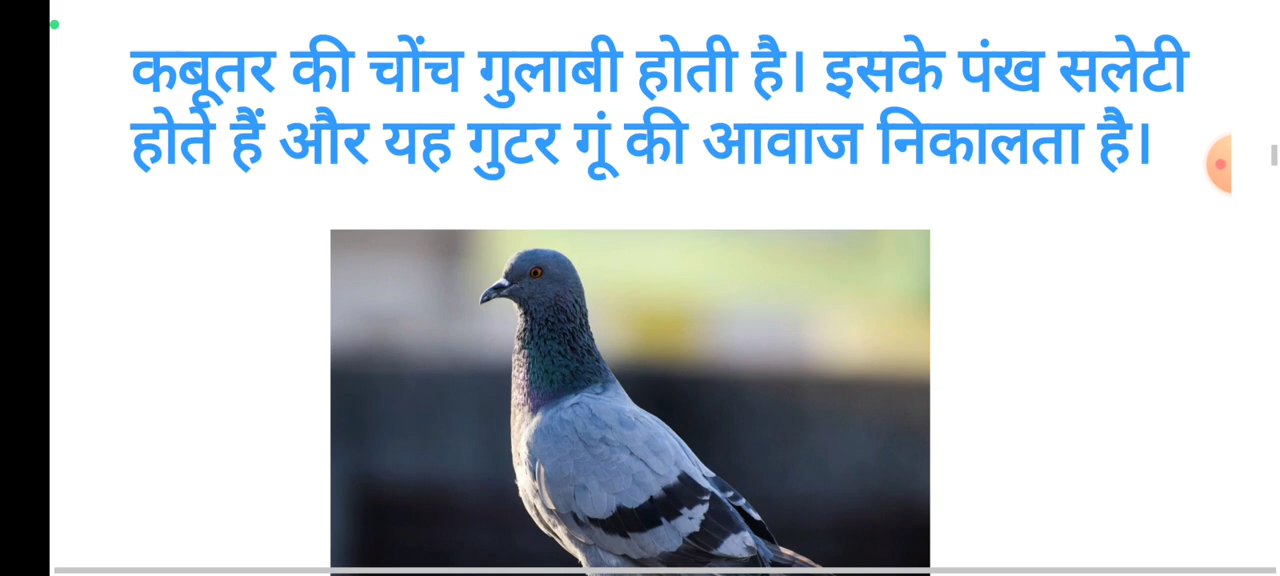 कबूतर की चोंच गुलाबी होती है। इसके पंख सलेटी
होते हैं और यह गुटर गूं की आवाज निकालता है।